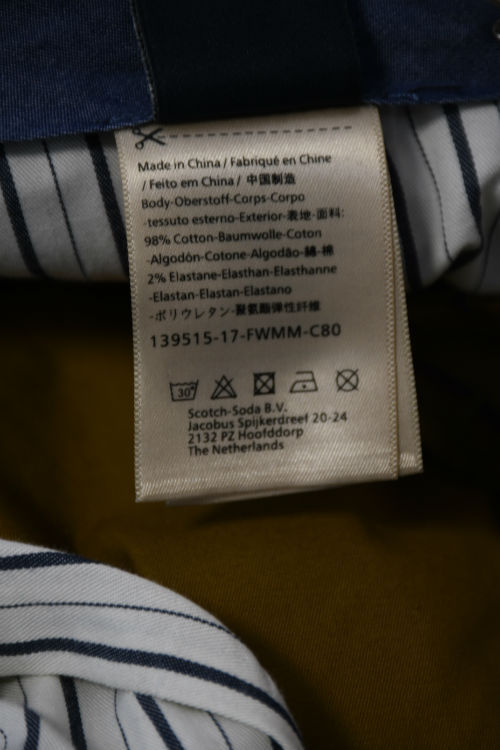 Made in China / Fabriqué en Chine
/ Feito em China / 中国制造
Body-Oberstoff-Corps-Corpo
-tessuto esterno-Exterior-表地-面料:
98% Cotton-Baumwolle-Coton
-Algodón-Cotone-Algodão-綿-棉
2% Elastane-Elasthan-Elasthanne
-Elastan-Elastan-Elastano
-ポリウレタン-聚氨酯弹性纤维
139515-17-FWMM-C80
30°
Scotch-Soda B.V.
Jacobus Spijkerdreef 20-24
2132 PZ Hoofddorp
The Netherlands